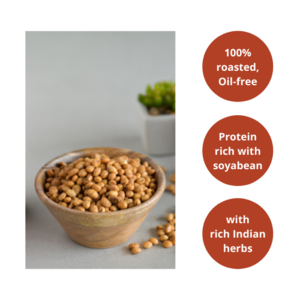 100%
roasted,
Oil-free
Protein
rich with
soyabean
with
rich Indian
herbs